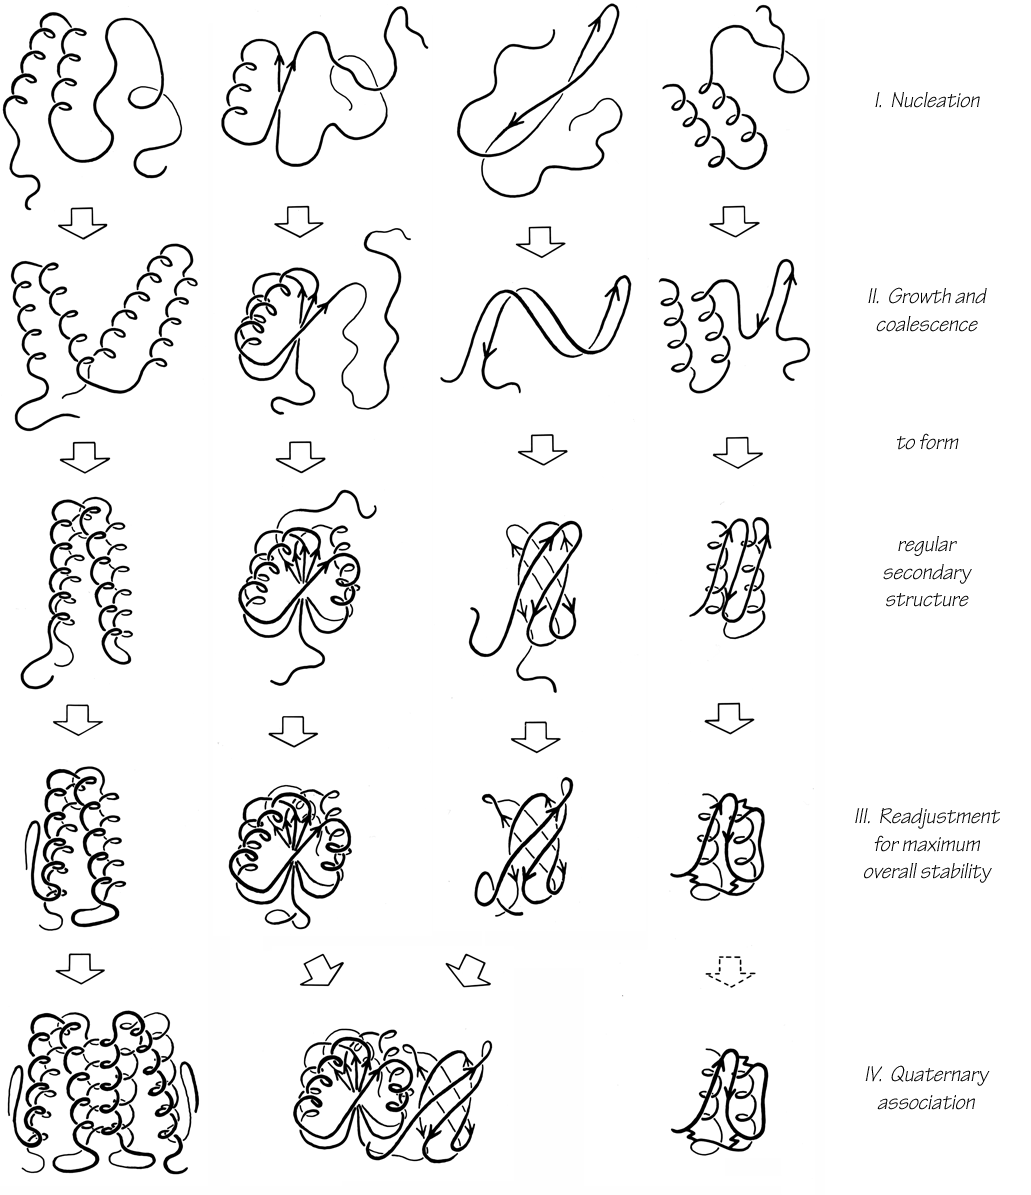 I. Nucleation
II. Growth and
coalescence
to form
regular
secondary
structure
III. Readjustment
for maximum
overall stability
IV. Quaternary
association